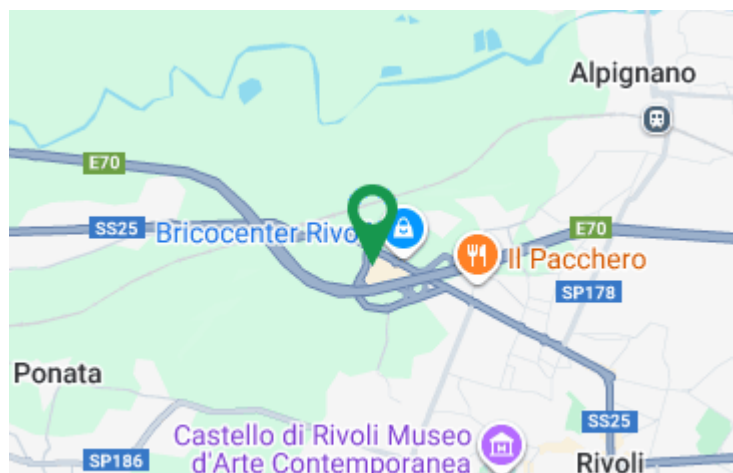 Alpignano
E70
SS25
Bricocenter Rivo
E70
Il Pacchero
SP178
Ponata
SS25
Castello di Rivoli Museo
d'Arte Contemporanea
SP186
Rivoli